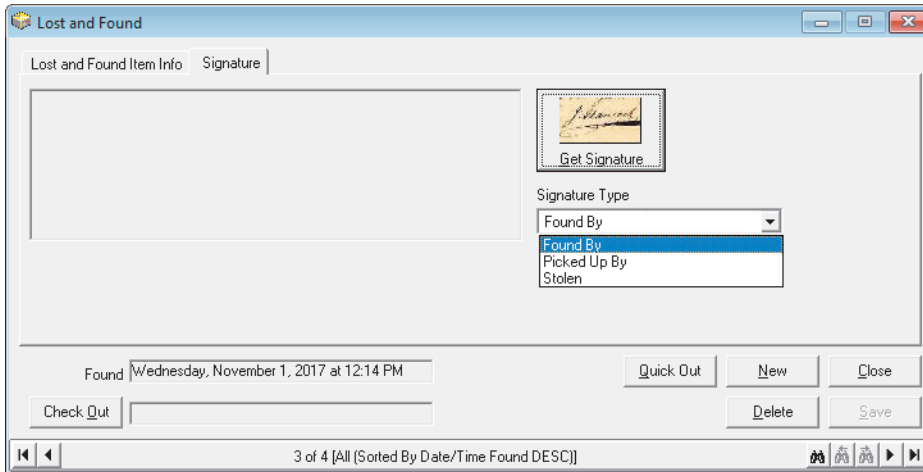 Lost and Found
Lost and Found Item Info Signature
J. Hancock
Get Signature
Signature Type
Found By
Found By
Picked Up By
Stolen
Found Wednesday, November 1, 2017 at 12:14 PM
Quick Out New Close
Check Out
Delete Save
3 of 4 [All (Sorted By Date/Time Found DESC)]